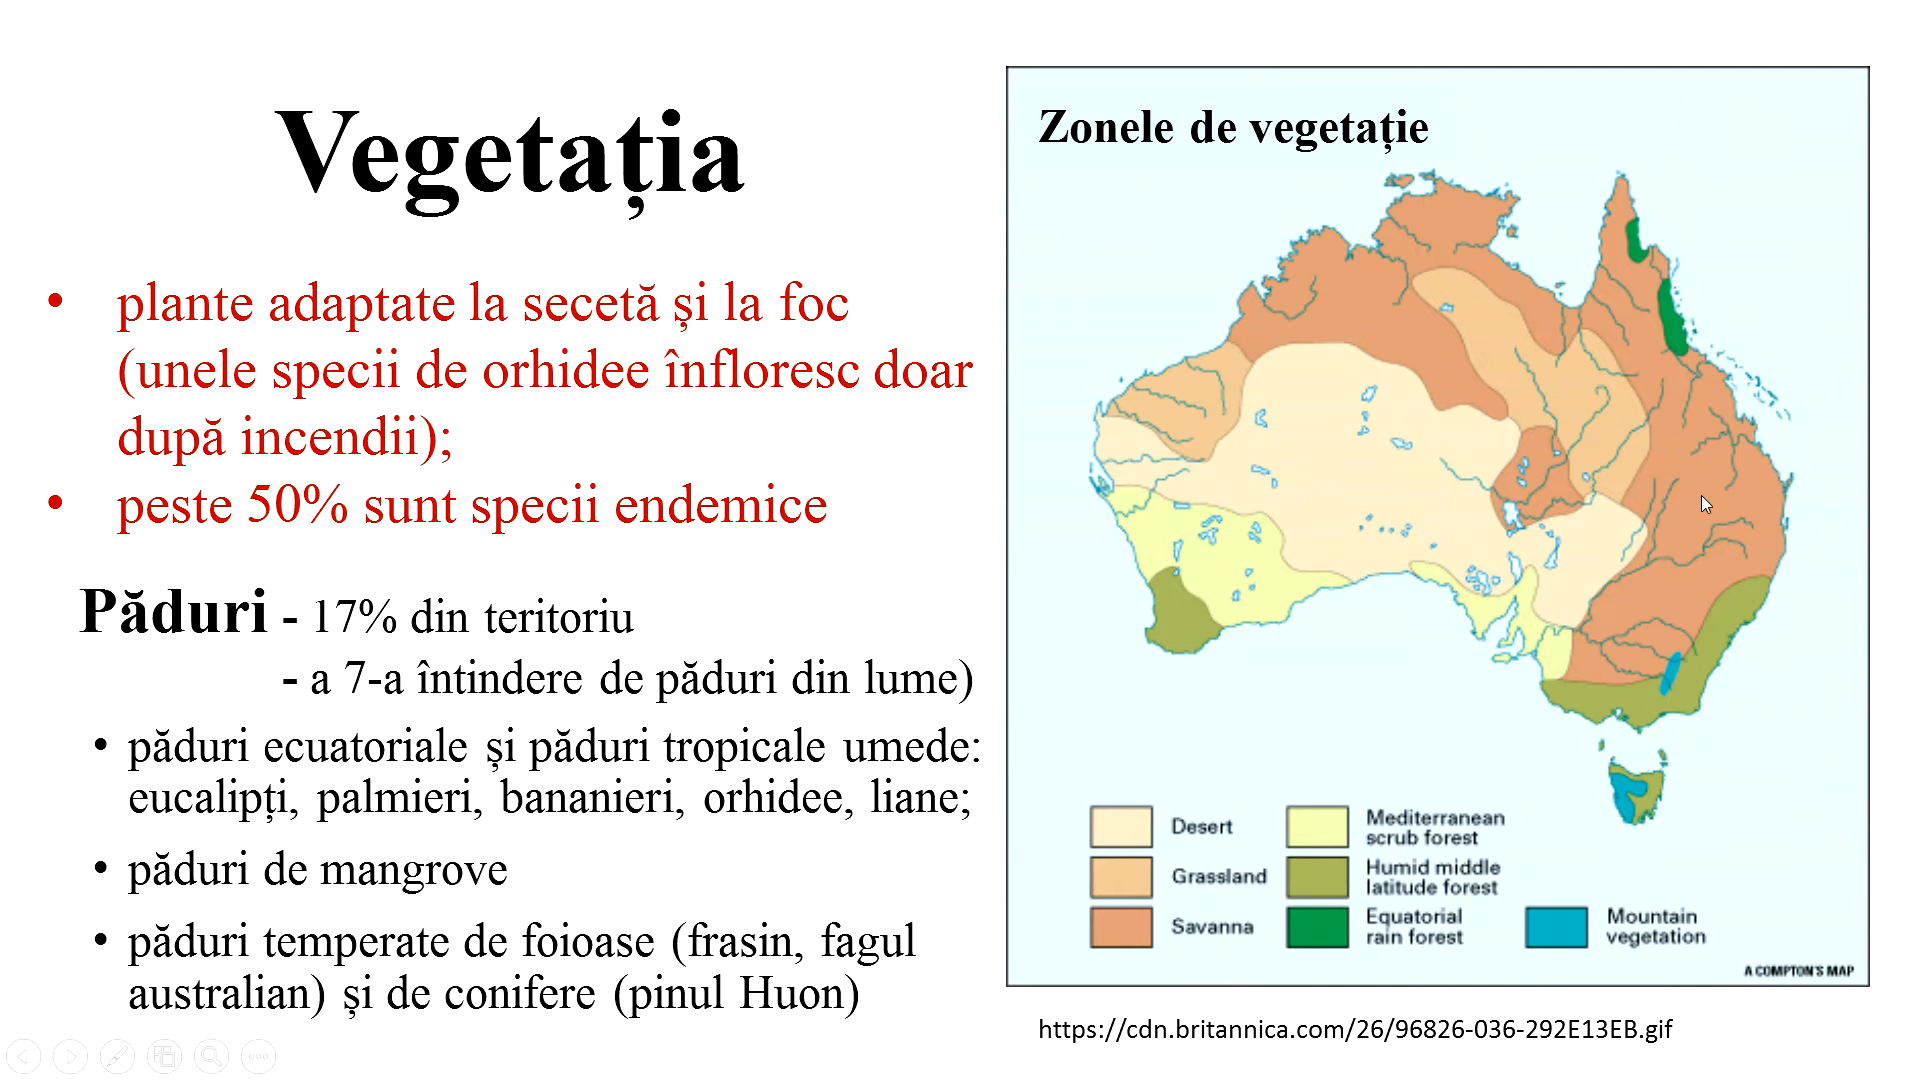 Vegetația
• plante adaptate la secetă și la foc
(unele specii de orhidee înfloresc doar
după incendii);
• peste 50% sunt specii endemice
Păduri - 17% din teritoriu
- a 7-a întindere de păduri din lume)
• păduri ecuatoriale și păduri tropicale umede:
eucalipți, palmieri, bananieri, orhidee, liane;
• păduri de mangrove
• păduri temperate de foioase (frasin, fagul
australian) și de conifere (pinul Huon)
Zonele de vegetație
Desert
Grassland
Savanna
Mediterranean
scrub forest
Humid middle
latitude forest
Equatorial
rain forest
Mountain
vegetation
A COMPTON'S MAP
https://cdn.britannica.com/26/96826-036-292E13EB.gif